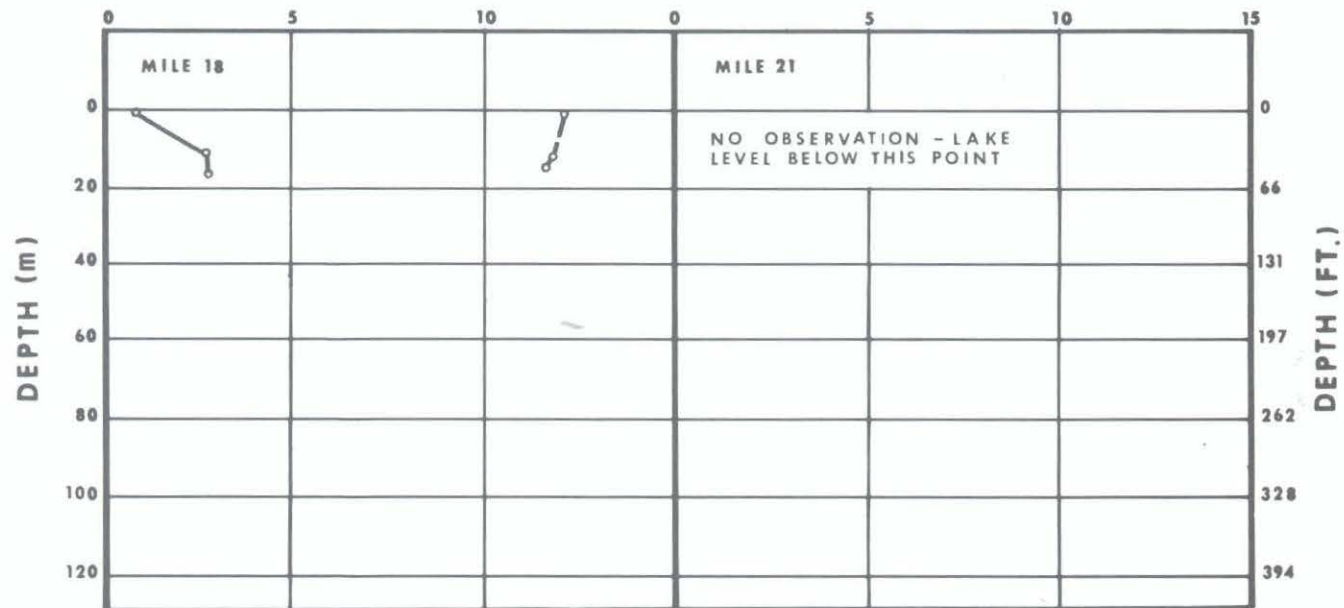 0 5 10 0 5 10 15
MILE 18 MILE 21
0 0
NO OBSERVATION – LAKE
LEVEL BELOW THIS POINT
20 66
40 131
60 197
80 262
100 328
120 394
DEPTH (m)
DEPTH (FT.)